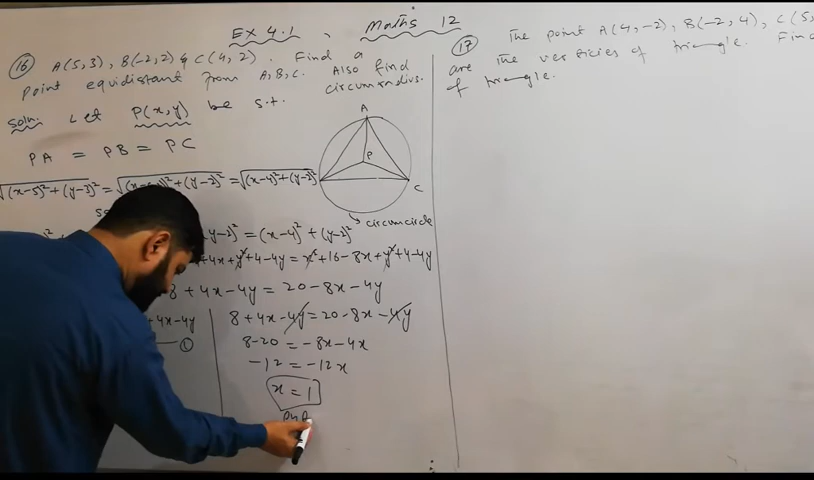 EX 4.1 , Maths 12
(16) A(5,3), B(-2,2) & C(4,2). Find a
point equidistant from A,B,C. Also find
circumradius.
soln. Let P(x,y) be s.t.
PA = PB = PC
√(x-5)²+(y-3)² = +(y-2)² = √(x-4)²+(y-2)²
A
P
C
circumcircle
y-2)² = (x-4)² + (y-2)²
+4x+y²+4-4y = x²+16-8x+y²+4-4y
8 + 4x - 4y = 20 - 8x - 4y
+4x-4y
8 + 4x - 4y = 20 - 8x - 4y
8-20 = -8x-4x
-12 = -12x
x = 1
(17) The point A(4,-2), B(-2,4), C(5,
are the verticies of triangle. Find
of triangle.